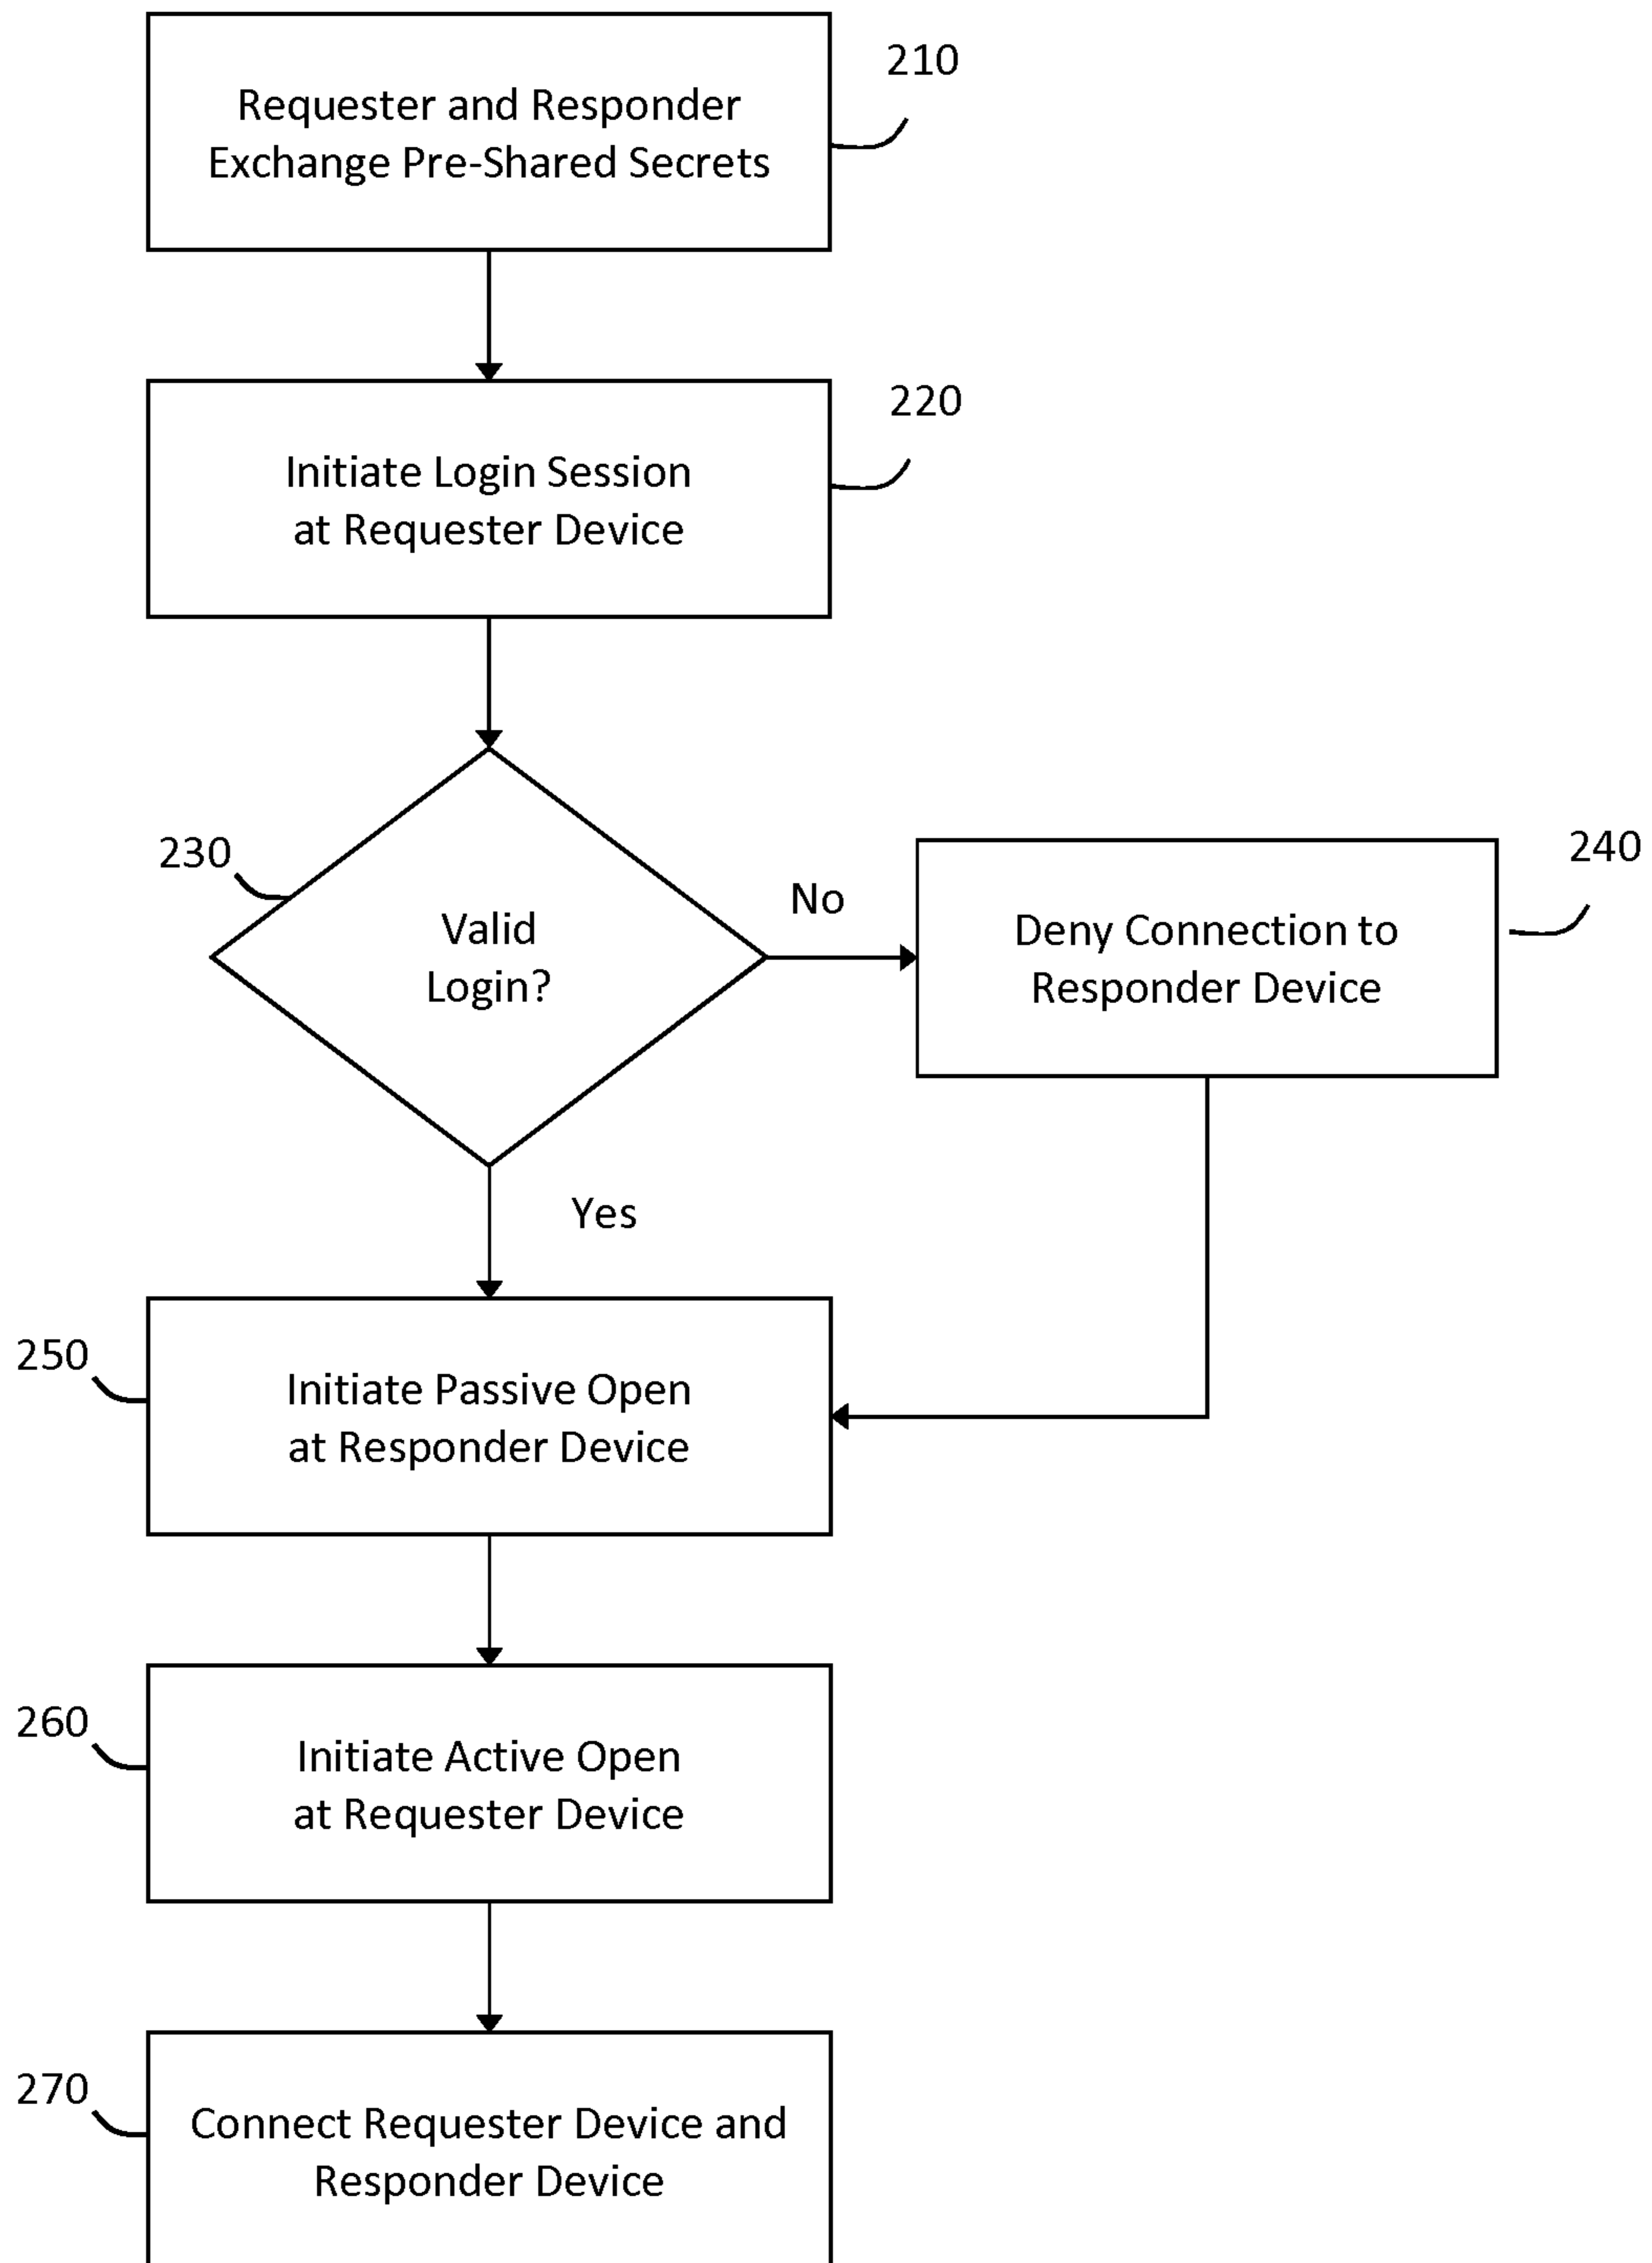 210
Requester and Responder
Exchange Pre-Shared Secrets
220
Initiate Login Session
at Requester Device
230
Valid
Login?
No
240
Deny Connection to
Responder Device
Yes
250
Initiate Passive Open
at Responder Device
260
Initiate Active Open
at Requester Device
270
Connect Requester Device and
Responder Device